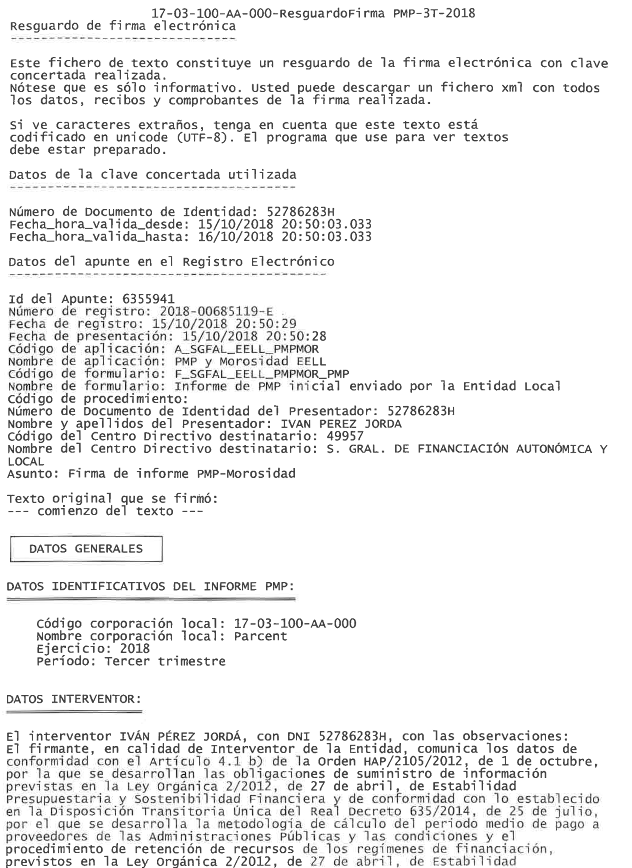 17-03-100-AA-000-ResguardoFirma PMP-3T-2018
Resguardo de firma electrónica
------------------------------
Este fichero de texto constituye un resguardo de la firma electrónica con clave
concertada realizada.
Nótese que es sólo informativo. Usted puede descargar un fichero xml con todos
los datos, recibos y comprobantes de la firma realizada.
Si ve caracteres extraños, tenga en cuenta que este texto está
codificado en unicode (UTF-8). El programa que use para ver textos
debe estar preparado.
Datos de la clave concertada utilizada
--------------------------------------
Número de Documento de Identidad: 52786283H
Fecha_hora_valida_desde: 15/10/2018 20:50:03.033
Fecha_hora_valida_hasta: 16/10/2018 20:50:03.033
Datos del apunte en el Registro Electrónico
------------------------------------------
Id del Apunte: 6355941
Número de registro: 2018-00685119-E
Fecha de registro: 15/10/2018 20:50:29
Fecha de presentación: 15/10/2018 20:50:28
Código de aplicación: A_SGFAL_EELL_PMPMOR
Nombre de aplicación: PMP y Morosidad EELL
Código de formulario: F_SGFAL_EELL_PMPMOR_PMP
Nombre de formulario: Informe de PMP inicial enviado por la Entidad Local
Código de procedimiento:
Número de Documento de Identidad del Presentador: 52786283H
Nombre y apellidos del Presentador: IVAN PEREZ JORDA
Código del Centro Directivo destinatario: 49957
Nombre del Centro Directivo destinatario: S. GRAL. DE FINANCIACIÓN AUTONÓMICA Y
LOCAL
Asunto: Firma de informe PMP-Morosidad
Texto original que se firmó:
--- comienzo del texto ---
DATOS GENERALES
DATOS IDENTIFICATIVOS DEL INFORME PMP:
Código corporación local: 17-03-100-AA-000
Nombre corporación local: Parcent
Ejercicio: 2018
Período: Tercer trimestre
DATOS INTERVENTOR:
El interventor IVÁN PÉREZ JORDÁ, con DNI 52786283H, con las observaciones:
El firmante, en calidad de Interventor de la Entidad, comunica los datos de
conformidad con el Artículo 4.1 b) de la Orden HAP/2105/2012, de 1 de octubre,
por la que se desarrollan las obligaciones de suministro de información
previstas en la Ley Orgánica 2/2012, de 27 de abril, de Estabilidad
Presupuestaria y Sostenibilidad Financiera y de conformidad con lo establecido
en la Disposición Transitoria Única del Real Decreto 635/2014, de 25 de julio,
por el que se desarrolla la metodología de cálculo del periodo medio de pago a
proveedores de las Administraciones Públicas y las condiciones y el
procedimiento de retención de recursos de los regímenes de financiación,
previstos en la Ley Orgánica 2/2012, de 27 de abril, de Estabilidad